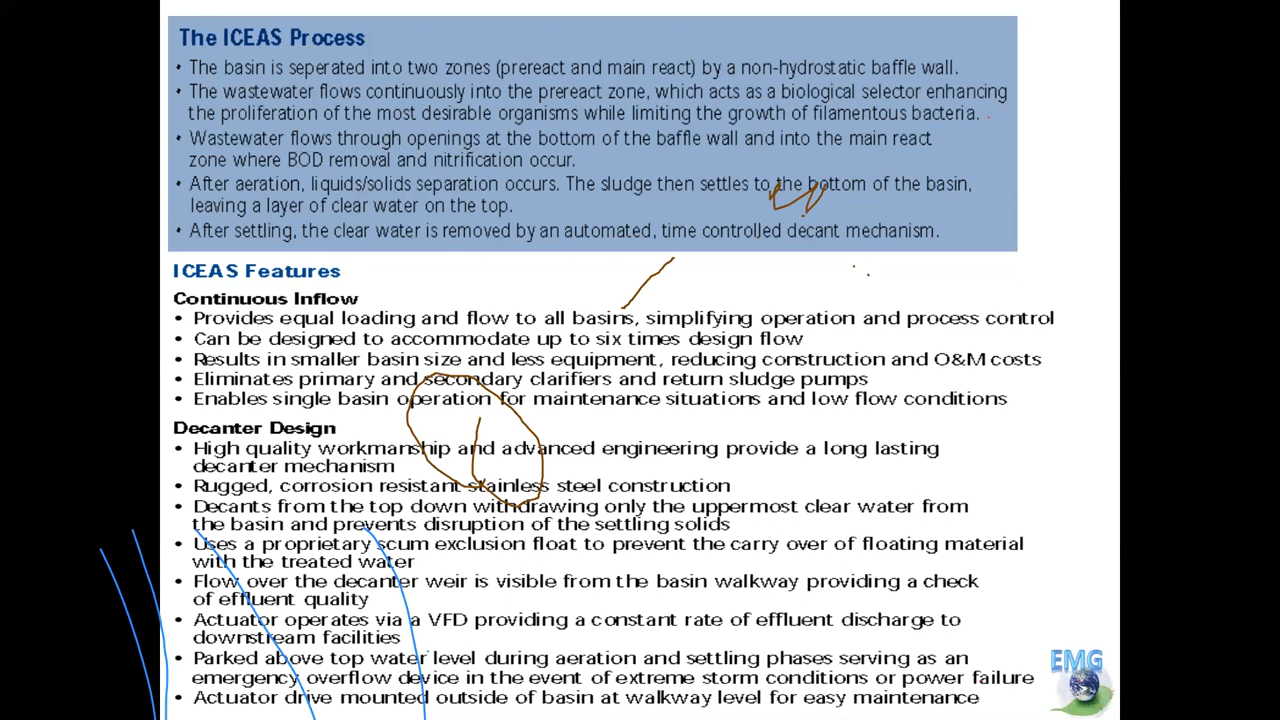 The ICEAS Process
• The basin is seperated into two zones (prereact and main react) by a non-hydrostatic baffle wall.
• The wastewater flows continuously into the prereact zone, which acts as a biological selector enhancing
the proliferation of the most desirable organisms while limiting the growth of filamentous bacteria.
• Wastewater flows through openings at the bottom of the baffle wall and into the main react
zone where BOD removal and nitrification occur.
• After aeration, liquids/solids separation occurs. The sludge then settles to the bottom of the basin,
leaving a layer of clear water on the top.
• After settling, the clear water is removed by an automated, time controlled decant mechanism.
ICEAS Features
Continuous Inflow
• Provides equal loading and flow to all basins, simplifying operation and process control
• Can be designed to accommodate up to six times design flow
• Results in smaller basin size and less equipment, reducing construction and O&M costs
• Eliminates primary and secondary clarifiers and return sludge pumps
• Enables single basin operation for maintenance situations and low flow conditions
Decanter Design
• High quality workmanship and advanced engineering provide a long lasting
decanter mechanism
• Rugged, corrosion resistant stainless steel construction
• Decants from the top down withdrawing only the uppermost clear water from
the basin and prevents disruption of the settling solids
• Uses a proprietary scum exclusion float to prevent the carry over of floating material
with the treated water
• Flow over the decanter weir is visible from the basin walkway providing a check
of effluent quality
• Actuator operates via a VFD providing a constant rate of effluent discharge to
downstream facilities
• Parked above top water level during aeration and settling phases serving as an
emergency overflow device in the event of extreme storm conditions or power failure
• Actuator drive mounted outside of basin at walkway level for easy maintenance
EMG